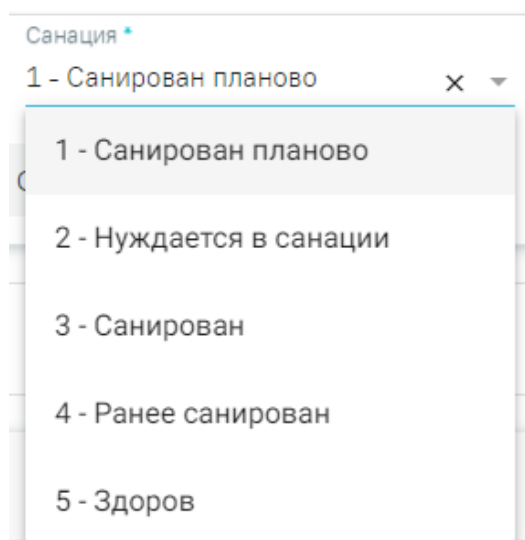 Санация *
1 - Санирован планово
1 - Санирован планово
2 - Нуждается в санации
3 - Санирован
4 - Ранее санирован
5 - Здоров